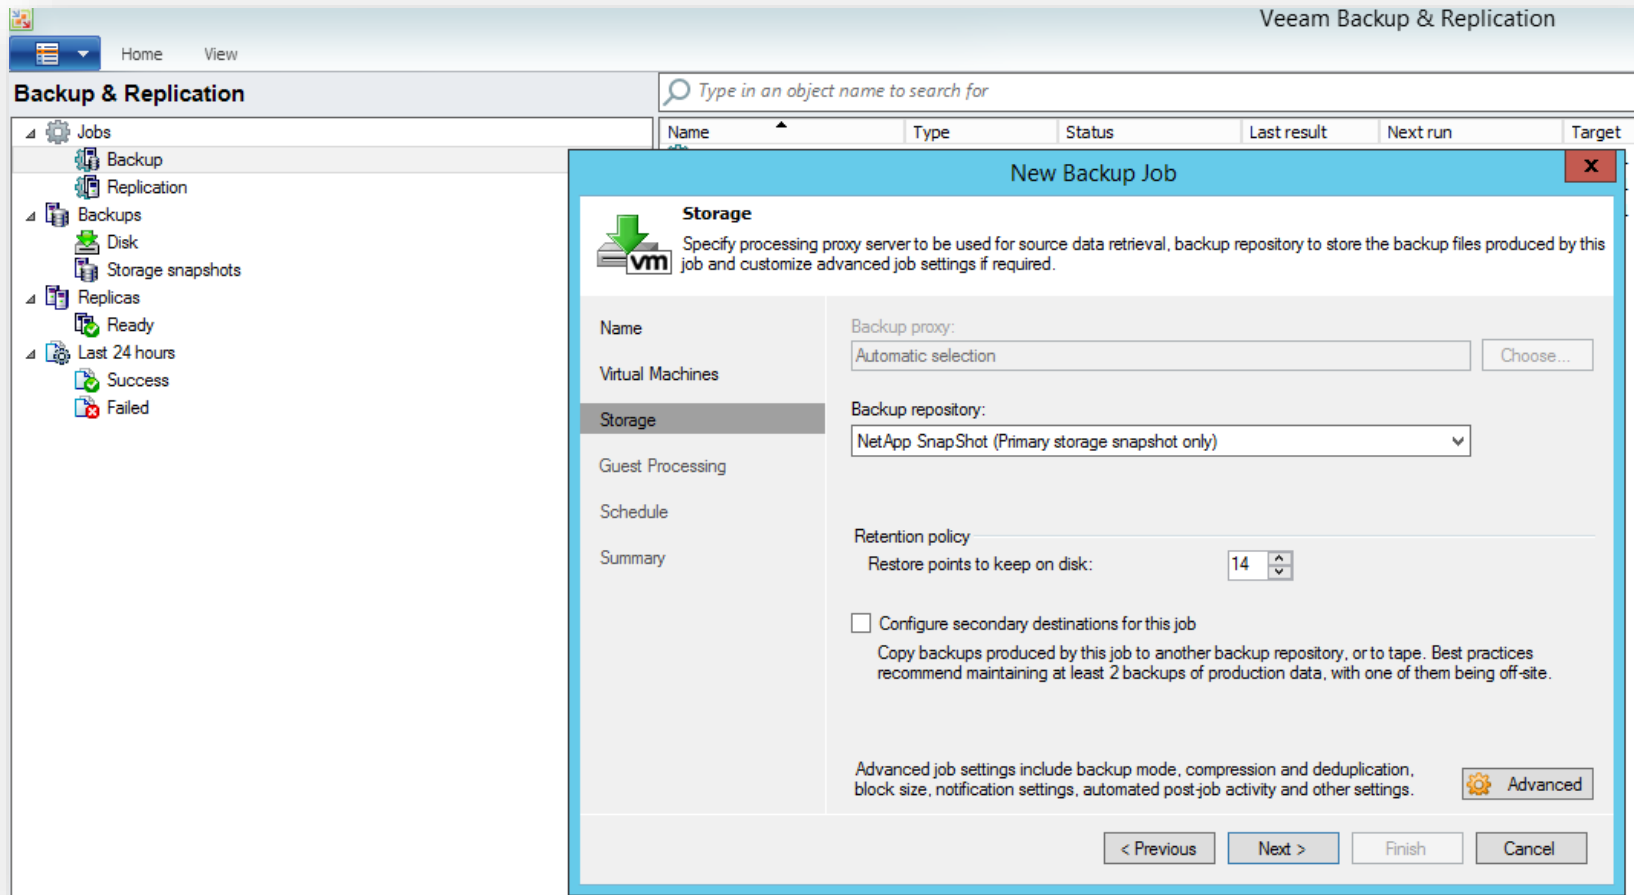 Veeam Backup & Replication
Home View
Backup & Replication
Type in an object name to search for
Jobs
Backup
Replication
Backups
Disk
Storage snapshots
Replicas
Ready
Last 24 hours
Success
Failed
Name Type Status Last result Next run Target
New Backup Job
x
vm
Storage
Specify processing proxy server to be used for source data retrieval, backup repository to store the backup files produced by this
job and customize advanced job settings if required.
Name
Virtual Machines
Storage
Guest Processing
Schedule
Summary
Backup proxy:
Automatic selection Choose...
Backup repository:
NetApp SnapShot (Primary storage snapshot only)
Retention policy
Restore points to keep on disk: 14
Configure secondary destinations for this job
Copy backups produced by this job to another backup repository, or to tape. Best practices
recommend maintaining at least 2 backups of production data, with one of them being off-site.
Advanced job settings include backup mode, compression and deduplication,
block size, notification settings, automated post-job activity and other settings.
Advanced
< Previous Next > Finish Cancel